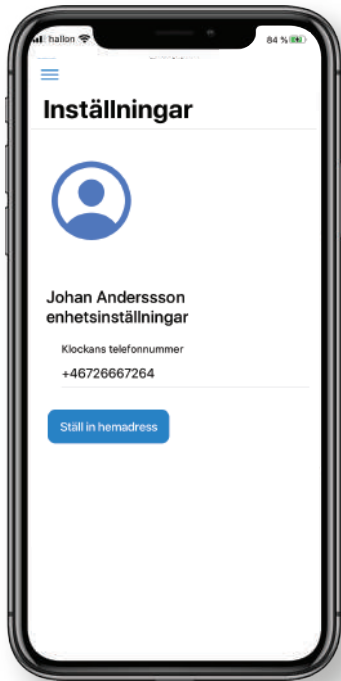 hallon
84 %
Inställningar
Johan Anderssson
enhetsinställningar
Klockans telefonnummer
+46726667264
Ställ in hemadress